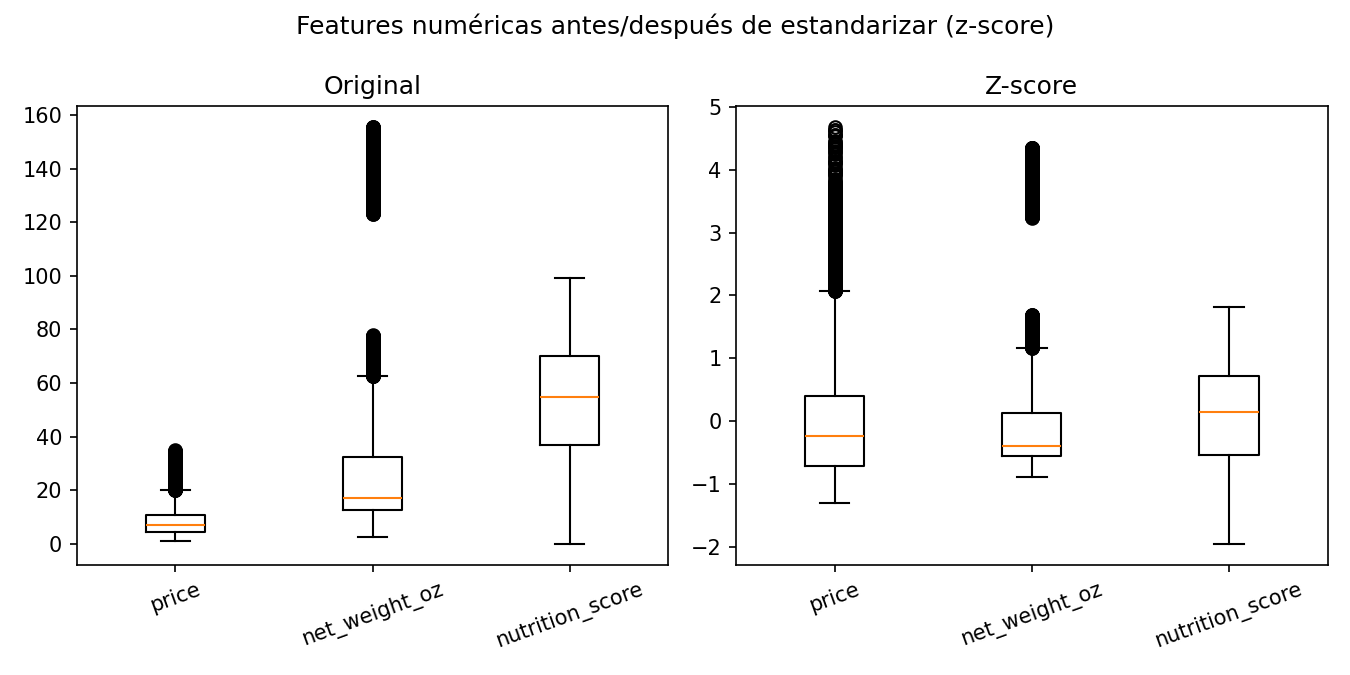 Features numéricas antes/después de estandarizar (z-score)
Original
160
140
120
100
80
60
40
20
0
price
net_weight_oz
nutrition_score
Z-score
5
4
3
2
1
0
−1
−2
price
net_weight_oz
nutrition_score